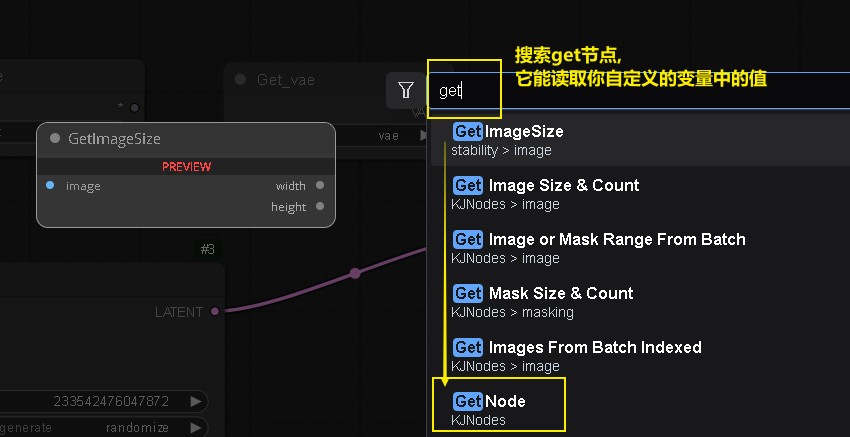 搜索get节点,
它能读取你自定义的变量中的值
Get_vae
get
vae
GetImageSize
PREVIEW
image
width
height
#3
LATENT
233542476047872
generate
randomize
GetImageSize
stability > image
Get Image Size & Count
KJNodes > image
Get Image or Mask Range From Batch
KJNodes > image
Get Mask Size & Count
KJNodes > masking
Get Images From Batch Indexed
KJNodes > image
GetNode
KJNodes